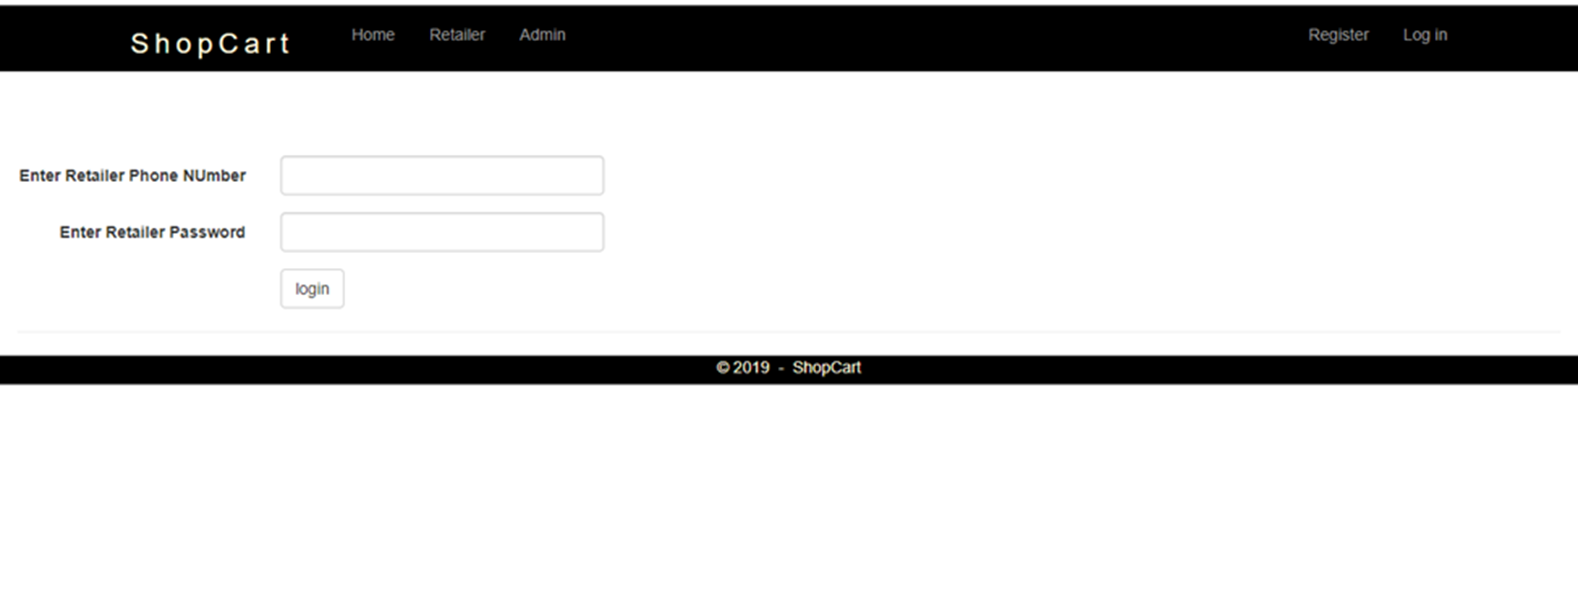 ShopCart Home Retailer Admin Register Log in
Enter Retailer Phone NUmber
Enter Retailer Password
login
© 2019 - ShopCart